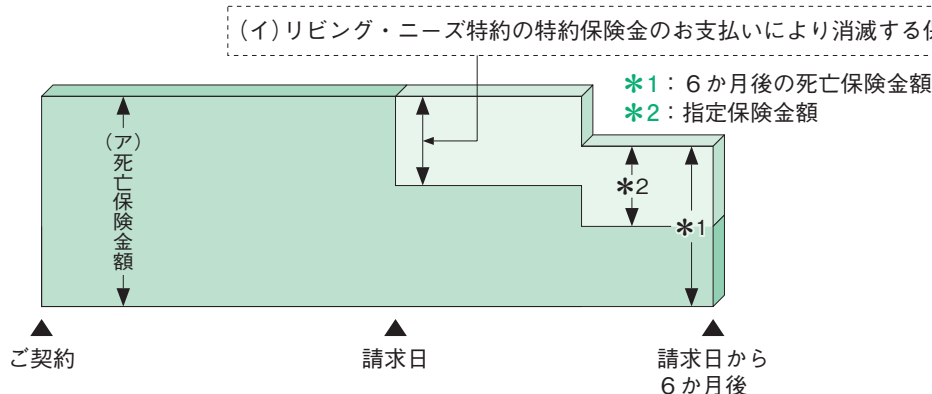 (イ)リビング・ニーズ特約の特約保険金のお支払いにより消滅する
＊1：6か月後の死亡保険金額
＊2：指定保険金額
(ア)死亡保険金額
＊2
＊1
ご契約
請求日
請求日から
6か月後